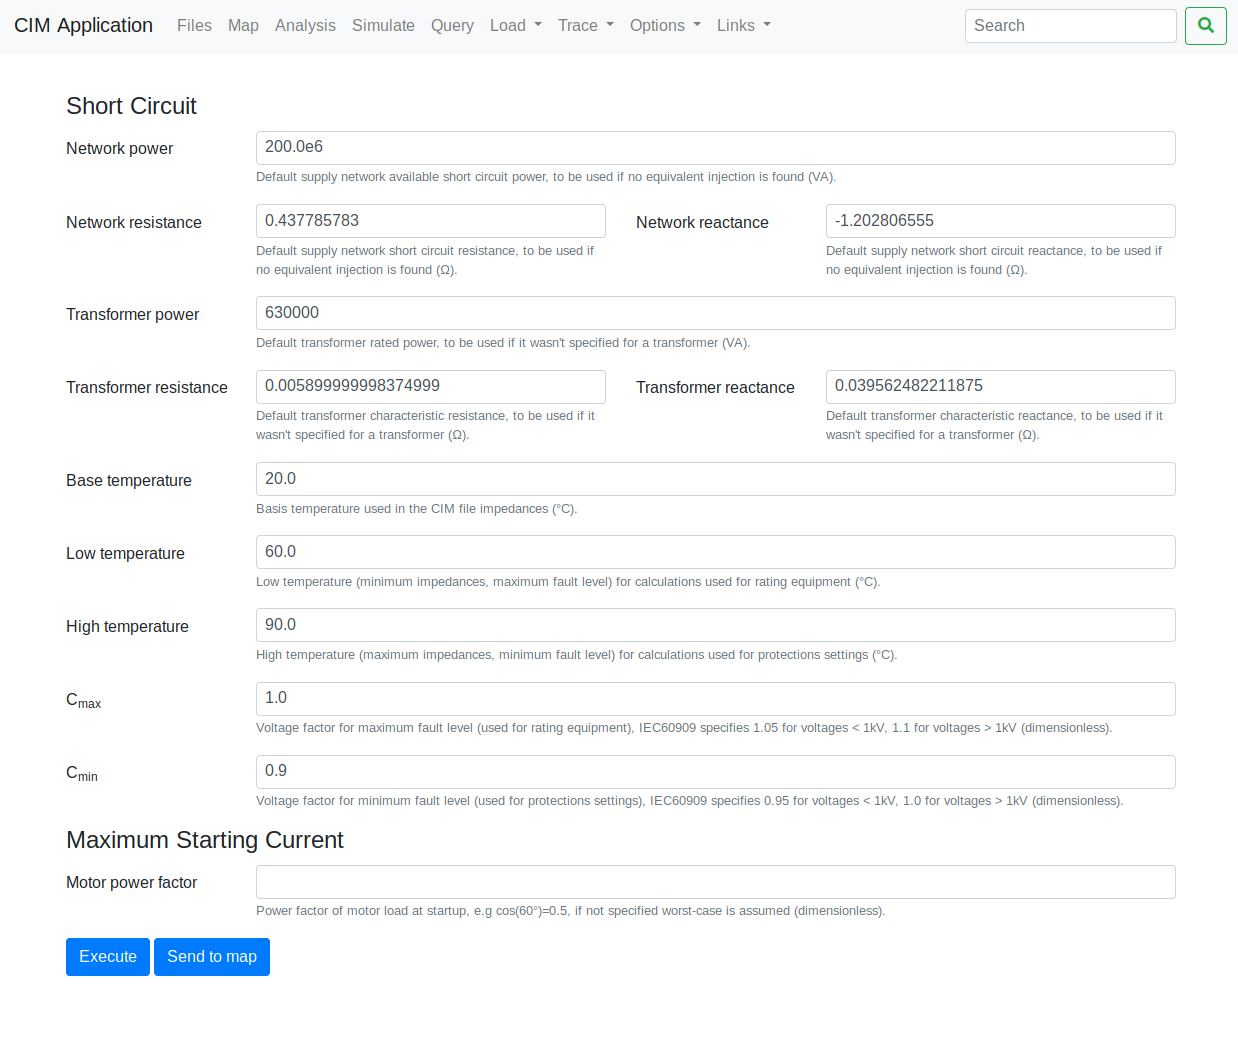 CIM Application Files Map Analysis Simulate Query Load Trace Options Links Search
Short Circuit
Network power 200.0e6
Default supply network available short circuit power, to be used if no equivalent injection is found (VA).
Network resistance 0.437785783 Network reactance -1.202806555
Default supply network short circuit resistance, to be used if
no equivalent injection is found (Ω).
Default supply network short circuit reactance, to be used if
no equivalent injection is found (Ω).
Transformer power 630000
Default transformer rated power, to be used if it wasn't specified for a transformer (VA).
Transformer resistance 0.005899999998374999 Transformer reactance 0.039562482211875
Default transformer characteristic resistance, to be used if it
wasn't specified for a transformer (Ω).
Default transformer characteristic reactance, to be used if it
wasn't specified for a transformer (Ω).
Base temperature 20.0
Basis temperature used in the CIM file impedances (°C).
Low temperature 60.0
Low temperature (minimum impedances, maximum fault level) for calculations used for rating equipment (°C).
High temperature 90.0
High temperature (maximum impedances, minimum fault level) for calculations used for protections settings (°C).
Cmax 1.0
Voltage factor for maximum fault level (used for rating equipment), IEC60909 specifies 1.05 for voltages < 1kV, 1.1 for voltages > 1kV (dimensionless).
Cmin 0.9
Voltage factor for minimum fault level (used for protections settings), IEC60909 specifies 0.95 for voltages < 1kV, 1.0 for voltages > 1kV (dimensionless).
Maximum Starting Current
Motor power factor
Power factor of motor load at startup, e.g cos(60°)=0.5, if not specified worst-case is assumed (dimensionless).
Execute Send to map